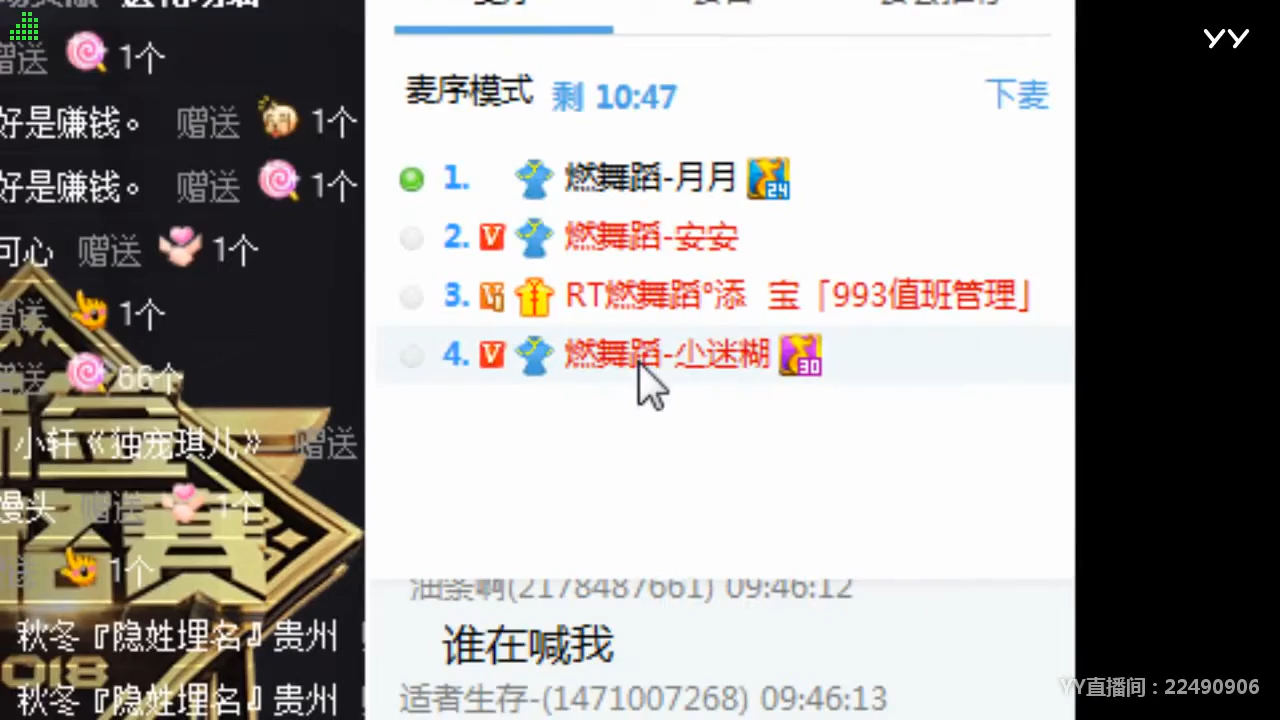 YY
赠送 1个
好是赚钱。 赠送 1个
好是赚钱。 赠送 1个
可心 赠送 1个
赠送 1个
赠送 66个
小轩《独宠琪儿》 赠送
馒头 赠送 1个
1个
秋冬『隐姓埋名』贵州
秋冬『隐姓埋名』贵州
018
麦序模式 剩 10:47 下麦
1. 燃舞蹈-月月 24
2. V 燃舞蹈-安安
3. V6 RT燃舞蹈°添 宝「993值班管理」
4. V 燃舞蹈-小迷糊 30
油条啊(2178487661) 09:46:12
谁在喊我
适者生存-(1471007268) 09:46:13
YY直播间 : 22490906